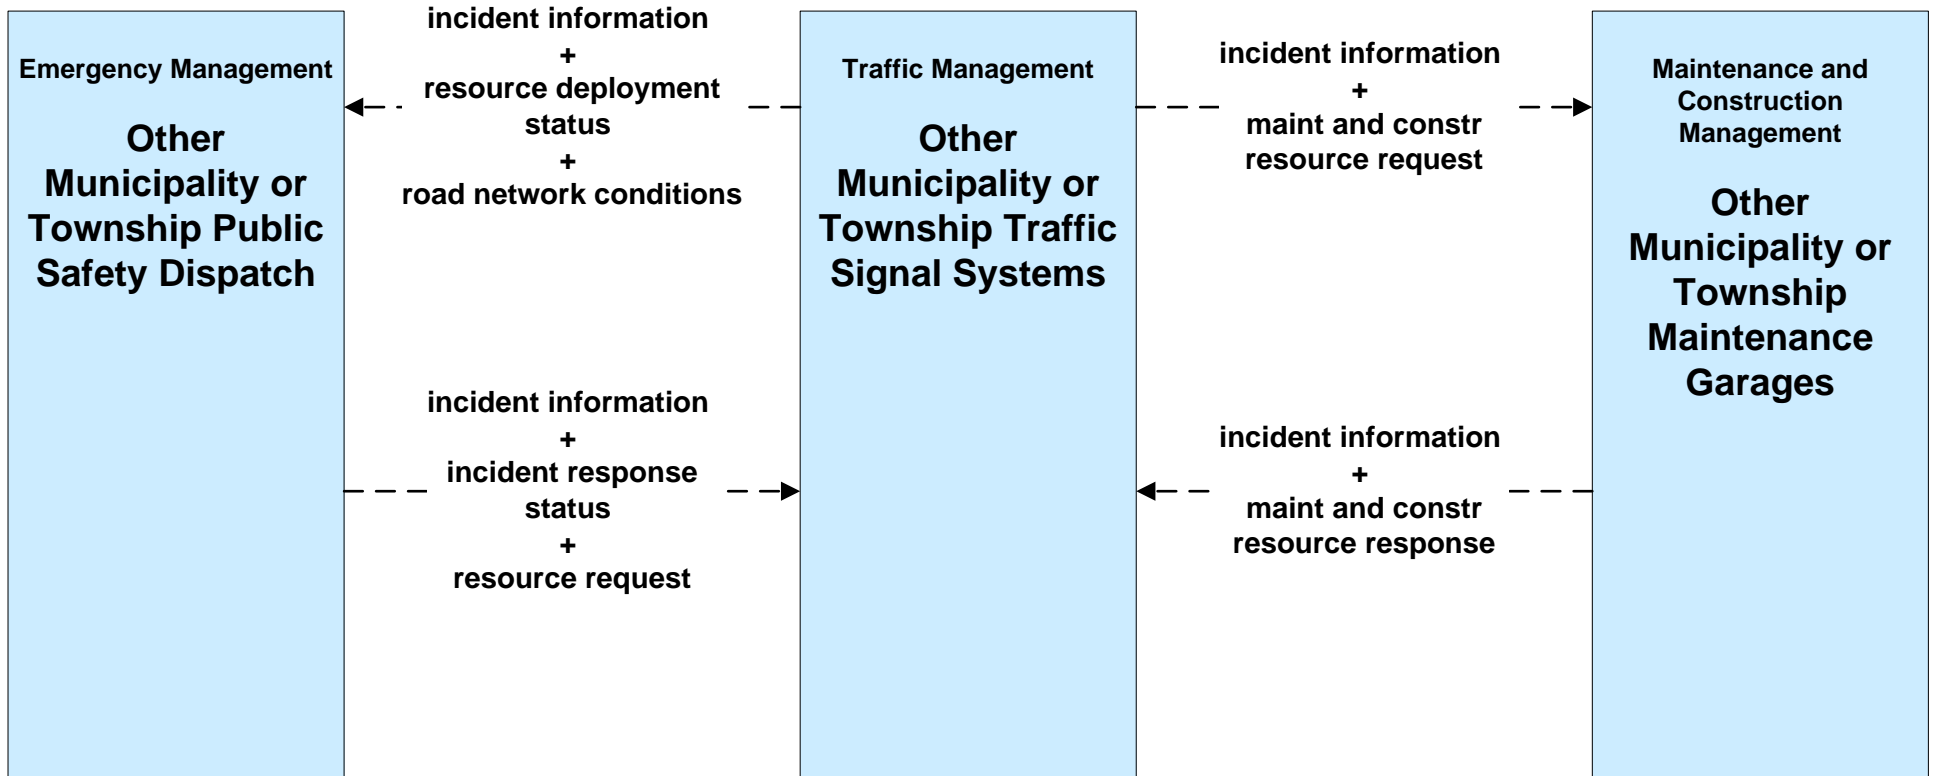 Emergency Management
Other
Municipality or
Township Public
Safety Dispatch
incident information
+
resource deployment
status
+
road network conditions
incident information
+
incident response
status
+
resource request
Traffic Management
Other
Municipality or
Township Traffic
Signal Systems
incident information
+
maint and constr
resource request
incident information
+
maint and constr
resource response
Maintenance and
Construction
Management
Other
Municipality or
Township
Maintenance
Garages